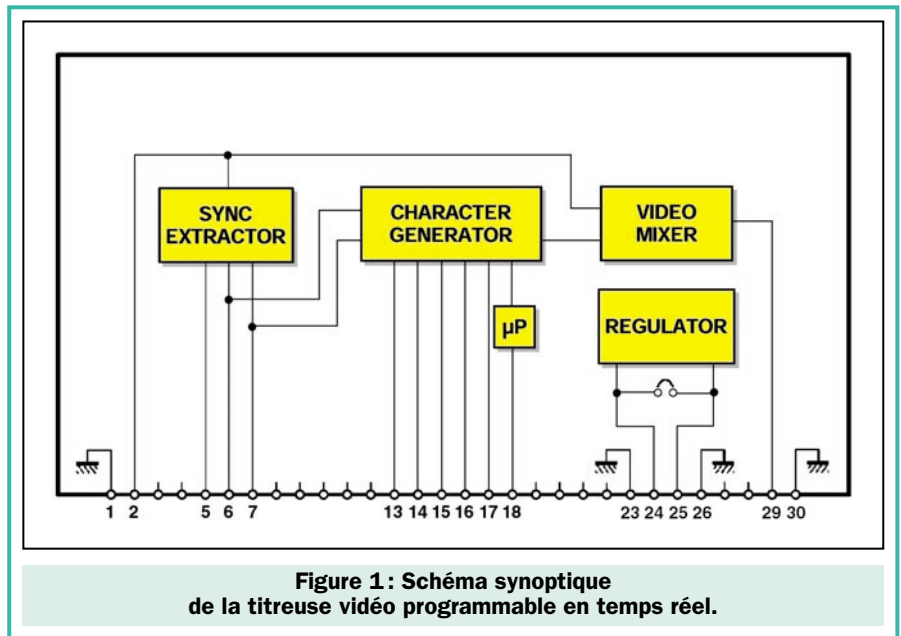 SYNC
EXTRACTOR
CHARACTER
GENERATOR
VIDEO
MIXER
µP
REGULATOR
1 2 5 6 7 13 14 15 16 17 18 23 24 25 26 29 30
Figure 1 : Schéma synoptique
de la titreuse vidéo programmable en temps réel.